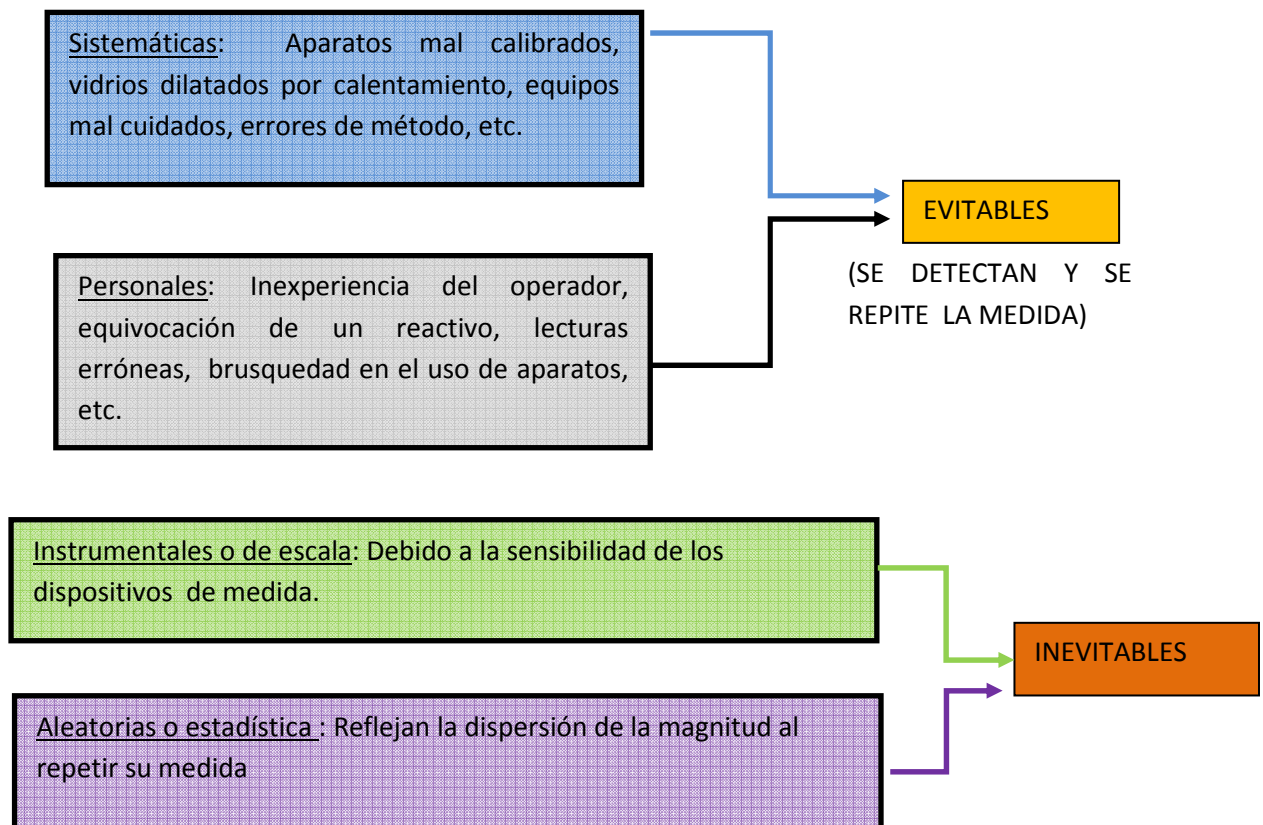 Sistemáticas: Aparatos mal calibrados,
vidrios dilatados por calentamiento, equipos
mal cuidados, errores de método, etc.
EVITABLES
(SE DETECTAN Y SE
REPITE LA MEDIDA)
Personales: Inexperiencia del operador,
equivocación de un reactivo, lecturas
erróneas, brusquedad en el uso de aparatos,
etc.
Instrumentales o de escala: Debido a la sensibilidad de los
dispositivos de medida.
INEVITABLES
Aleatorias o estadística : Reflejan la dispersión de la magnitud al
repetir su medida